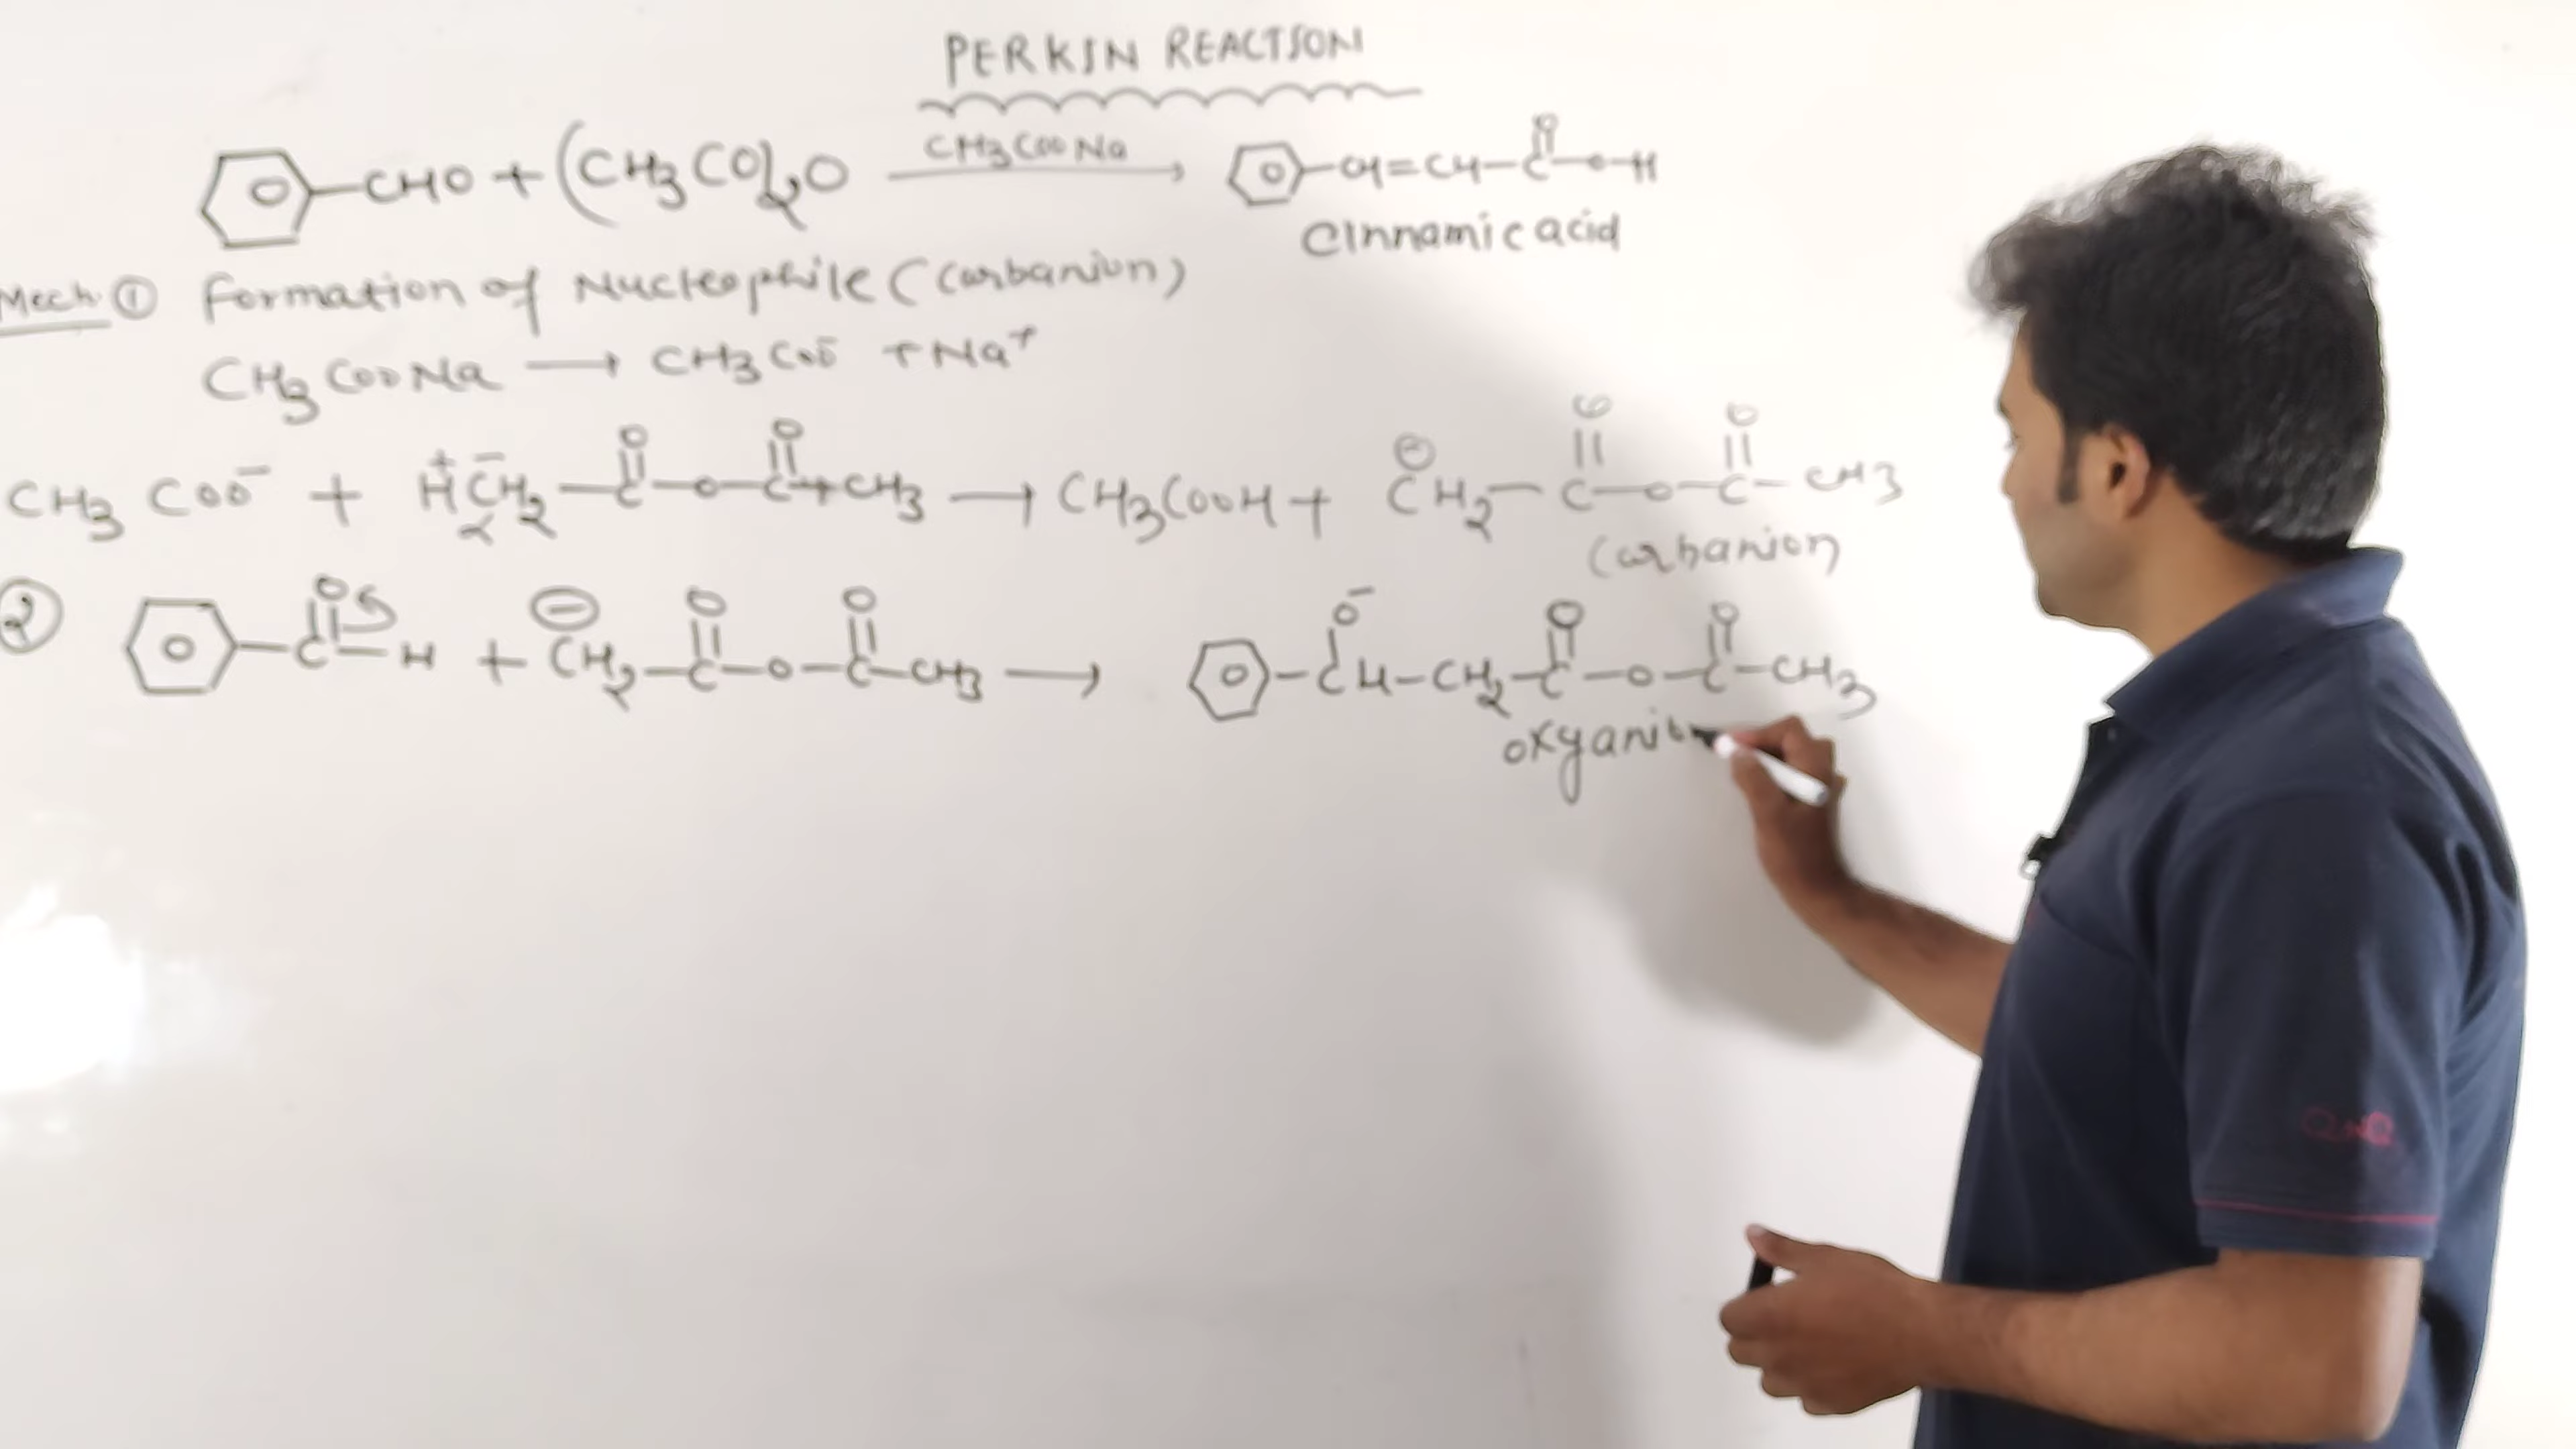 PERKIN REACTION
CHO + (CH3CO)2O CH3COONa → CH=CH-C-O-H
O
Cinnamic acid
Mech. ① Formation of Nucleophile (Carbanion)
CH3COONa → CH3COO⁻ + Na⁺
O O O O
CH3COO⁻ + H⁺C⁻H2-C-O-C-CH3 → CH3COOH + ⊖CH2-C-O-C-CH3
Carbanion
O ⊖ O O O⁻ O O
② C-H + CH2-C-O-C-CH3 → CH-CH2-C-O-C-CH3
oxyanion